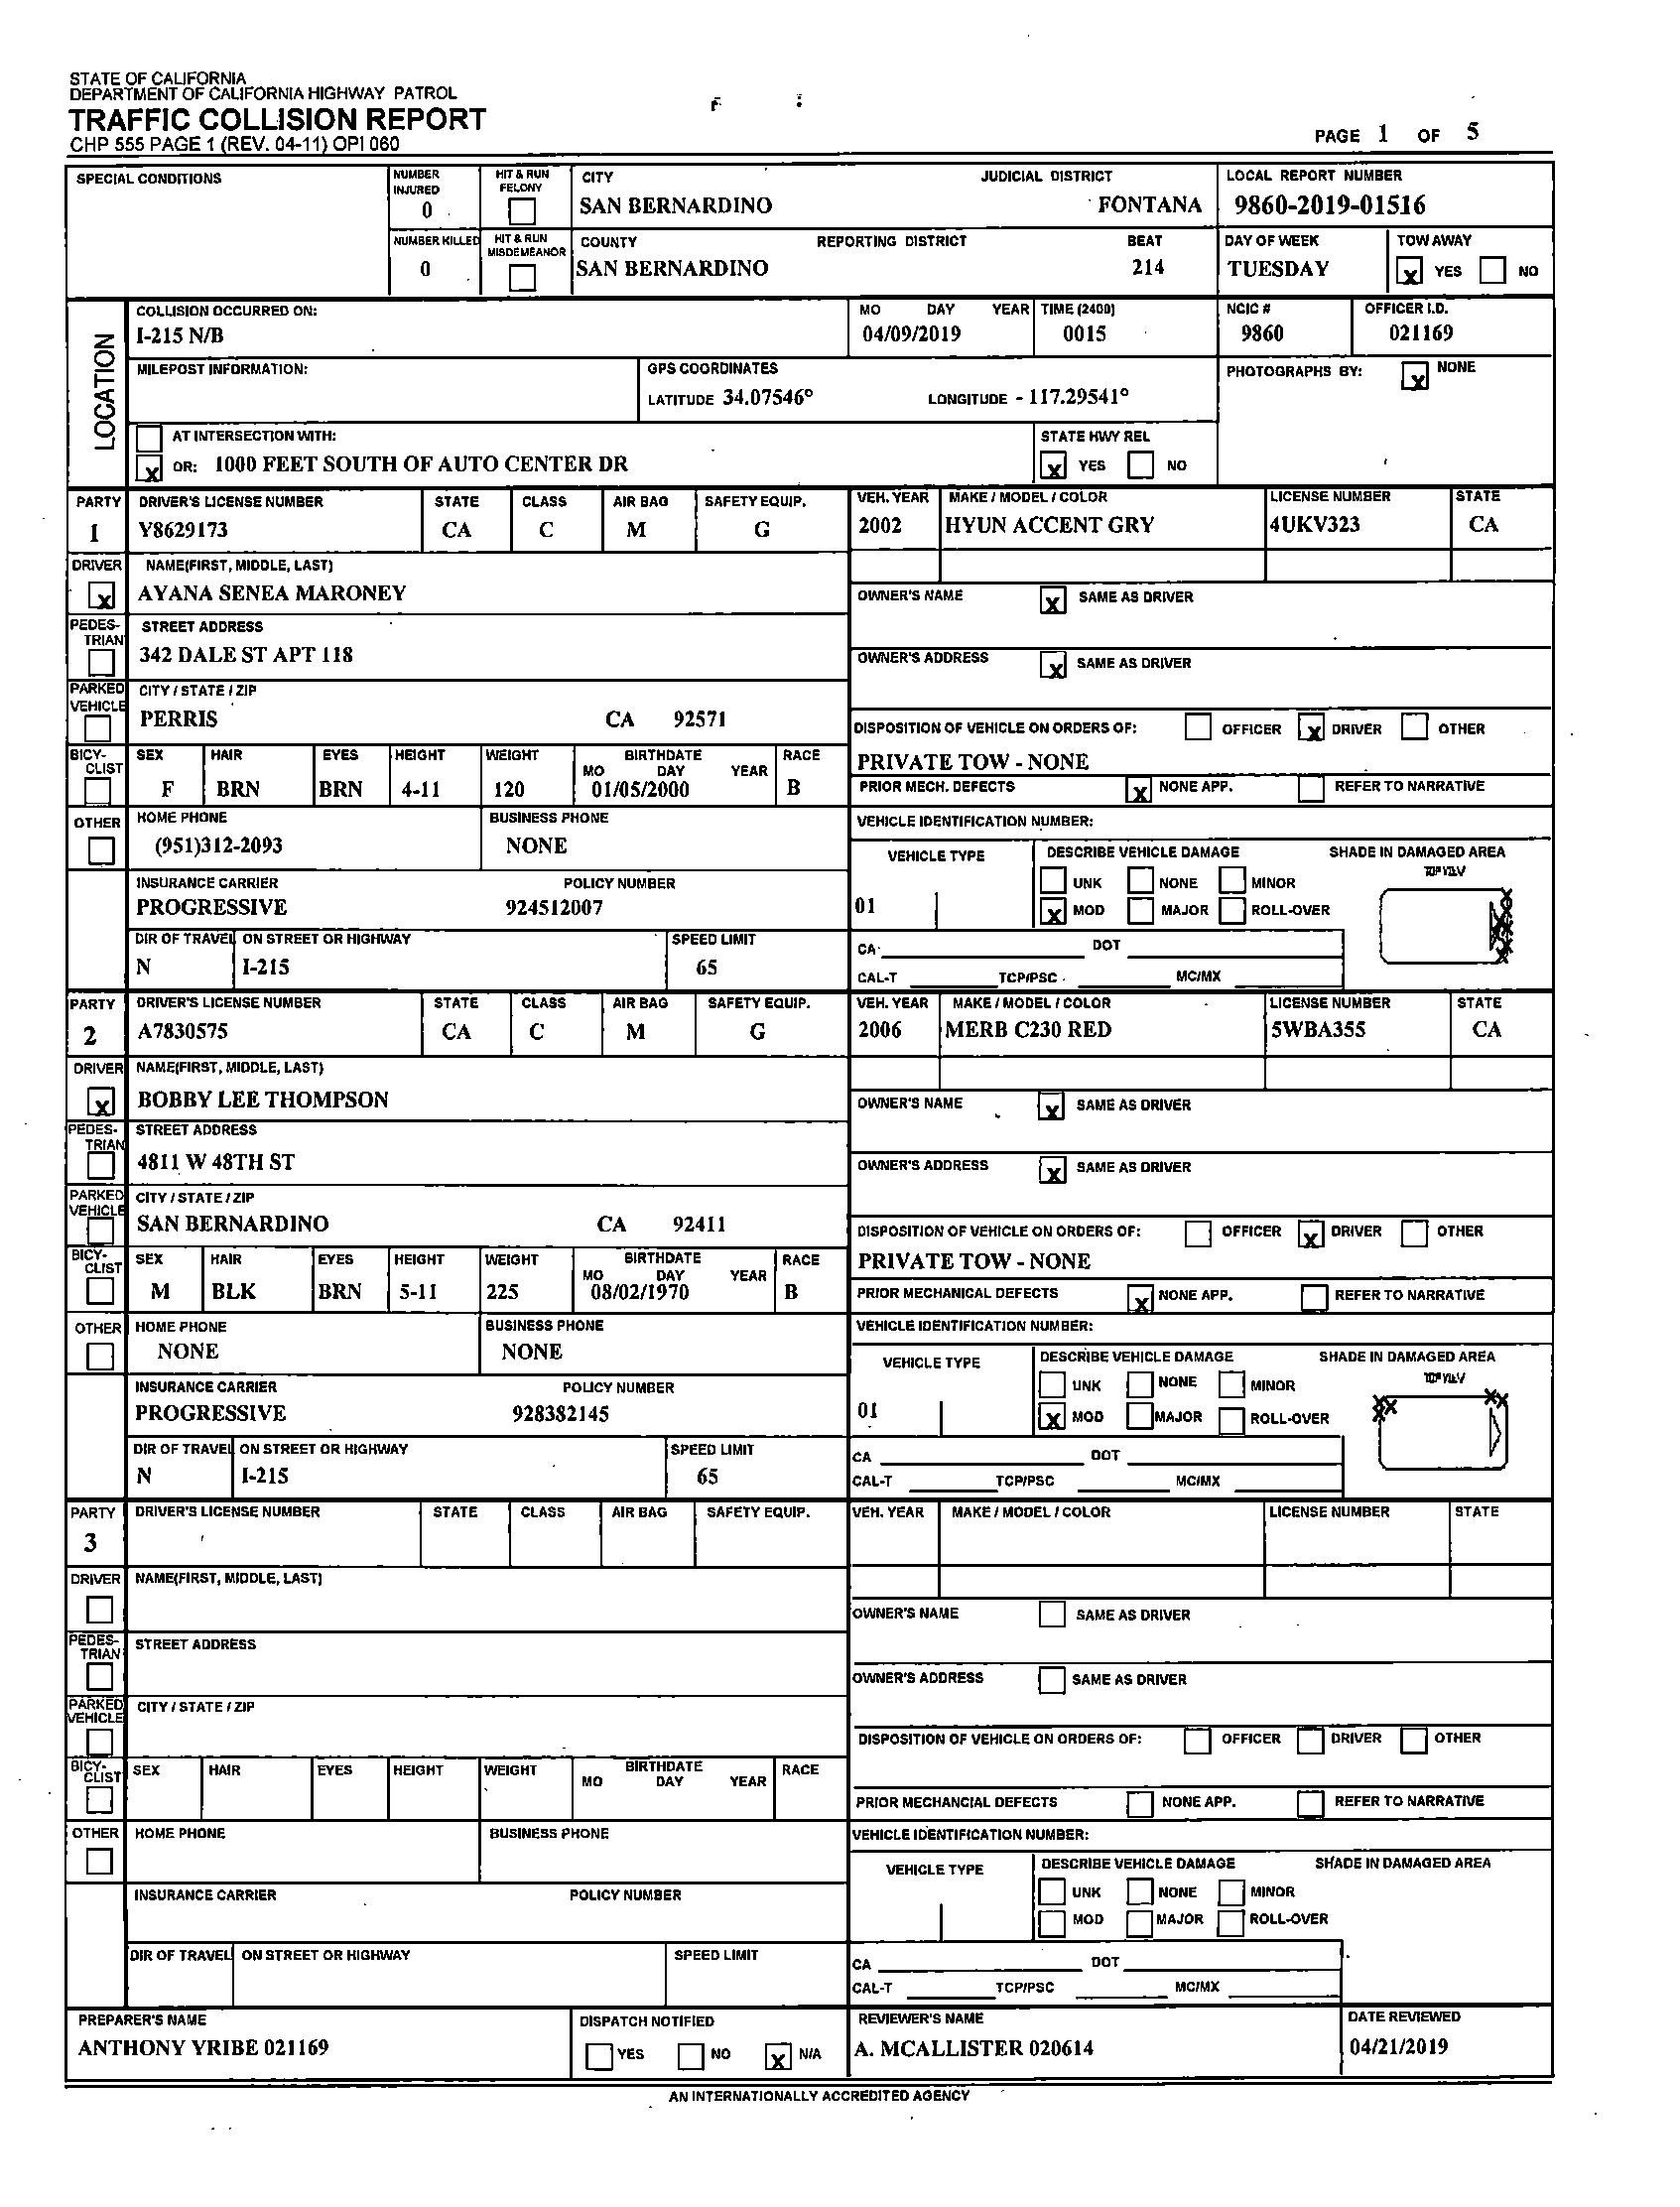 STATE OF CALIFORNIA
DEPARTMENT OF CALIFORNIA HIGHWAY PATROL
TRAFFIC COLLISION REPORT
CHP 555 PAGE 1 (REV. 04-11) OPI 060
PAGE 1 OF 5
SPECIAL CONDITIONS
NUMBER INJURED
0
HIT & RUN FELONY
CITY
SAN BERNARDINO
JUDICIAL DISTRICT
FONTANA
LOCAL REPORT NUMBER
9860-2019-01516
NUMBER KILLED
0
HIT & RUN MISDEMEANOR
COUNTY
SAN BERNARDINO
REPORTING DISTRICT
BEAT
214
DAY OF WEEK
TUESDAY
TOW AWAY
X YES NO
LOCATION
COLLISION OCCURRED ON:
I-215 N/B
MO DAY YEAR
04/09/2019
TIME (2400)
0015
NCIC #
9860
OFFICER I.D.
021169
MILEPOST INFORMATION:
GPS COORDINATES
LATITUDE 34.07546° LONGITUDE - 117.29541°
PHOTOGRAPHS BY: X NONE
AT INTERSECTION WITH:
X OR: 1000 FEET SOUTH OF AUTO CENTER DR
STATE HWY REL
X YES NO
PARTY
1
DRIVER'S LICENSE NUMBER
Y8629173
STATE
CA
CLASS
C
AIR BAG
M
SAFETY EQUIP.
G
VEH. YEAR
2002
MAKE / MODEL / COLOR
HYUN ACCENT GRY
LICENSE NUMBER
4UKV323
STATE
CA
DRIVER
X
NAME(FIRST, MIDDLE, LAST)
AYANA SENEA MARONEY
OWNER'S NAME X SAME AS DRIVER
PEDES-TRIAN
STREET ADDRESS
342 DALE ST APT 118
OWNER'S ADDRESS X SAME AS DRIVER
PARKED VEHICLE
CITY / STATE / ZIP
PERRIS CA 92571
DISPOSITION OF VEHICLE ON ORDERS OF: OFFICER X DRIVER OTHER
PRIVATE TOW - NONE
BICY-CLIST
SEX
F
HAIR
BRN
EYES
BRN
HEIGHT
4-11
WEIGHT
120
BIRTHDATE
MO DAY YEAR
01/05/2000
RACE
B
PRIOR MECH. DEFECTS X NONE APP. REFER TO NARRATIVE
OTHER
HOME PHONE
(951)312-2093
BUSINESS PHONE
NONE
VEHICLE IDENTIFICATION NUMBER:
VEHICLE TYPE
01
DESCRIBE VEHICLE DAMAGE
UNK NONE MINOR
X MOD MAJOR ROLL-OVER
SHADE IN DAMAGED AREA
TOP VIEW
INSURANCE CARRIER
PROGRESSIVE
POLICY NUMBER
924512007
DIR OF TRAVEL
N
ON STREET OR HIGHWAY
I-215
SPEED LIMIT
65
CA DOT
CAL-T TCP/PSC MC/MX
PARTY
2
DRIVER'S LICENSE NUMBER
A7830575
STATE
CA
CLASS
C
AIR BAG
M
SAFETY EQUIP.
G
VEH. YEAR
2006
MAKE / MODEL / COLOR
MERB C230 RED
LICENSE NUMBER
5WBA355
STATE
CA
DRIVER
X
NAME(FIRST, MIDDLE, LAST)
BOBBY LEE THOMPSON
OWNER'S NAME X SAME AS DRIVER
PEDES-TRIAN
STREET ADDRESS
4811 W 48TH ST
OWNER'S ADDRESS X SAME AS DRIVER
PARKED VEHICLE
CITY / STATE / ZIP
SAN BERNARDINO CA 92411
DISPOSITION OF VEHICLE ON ORDERS OF: OFFICER X DRIVER OTHER
PRIVATE TOW - NONE
BICY-CLIST
SEX
M
HAIR
BLK
EYES
BRN
HEIGHT
5-11
WEIGHT
225
BIRTHDATE
MO DAY YEAR
08/02/1970
RACE
B
PRIOR MECHANICAL DEFECTS X NONE APP. REFER TO NARRATIVE
OTHER
HOME PHONE
NONE
BUSINESS PHONE
NONE
VEHICLE IDENTIFICATION NUMBER:
VEHICLE TYPE
01
DESCRIBE VEHICLE DAMAGE
UNK NONE MINOR
X MOD MAJOR ROLL-OVER
SHADE IN DAMAGED AREA
TOP VIEW
INSURANCE CARRIER
PROGRESSIVE
POLICY NUMBER
928382145
DIR OF TRAVEL
N
ON STREET OR HIGHWAY
I-215
SPEED LIMIT
65
CA DOT
CAL-T TCP/PSC MC/MX
PARTY
3
DRIVER'S LICENSE NUMBER
STATE
CLASS
AIR BAG
SAFETY EQUIP.
VEH. YEAR
MAKE / MODEL / COLOR
LICENSE NUMBER
STATE
DRIVER
NAME(FIRST, MIDDLE, LAST)
OWNER'S NAME SAME AS DRIVER
PEDES-TRIAN
STREET ADDRESS
OWNER'S ADDRESS SAME AS DRIVER
PARKED VEHICLE
CITY / STATE / ZIP
DISPOSITION OF VEHICLE ON ORDERS OF: OFFICER DRIVER OTHER
BICY-CLIST
SEX
HAIR
EYES
HEIGHT
WEIGHT
BIRTHDATE
MO DAY YEAR
RACE
PRIOR MECHANCIAL DEFECTS NONE APP. REFER TO NARRATIVE
OTHER
HOME PHONE
BUSINESS PHONE
VEHICLE IDENTIFICATION NUMBER:
VEHICLE TYPE
DESCRIBE VEHICLE DAMAGE
UNK NONE MINOR
MOD MAJOR ROLL-OVER
SHADE IN DAMAGED AREA
INSURANCE CARRIER
POLICY NUMBER
DIR OF TRAVEL
ON STREET OR HIGHWAY
SPEED LIMIT
CA DOT
CAL-T TCP/PSC MC/MX
PREPARER'S NAME
ANTHONY YRIBE 021169
DISPATCH NOTIFIED
YES NO X N/A
REVIEWER'S NAME
A. MCALLISTER 020614
DATE REVIEWED
04/21/2019
AN INTERNATIONALLY ACCREDITED AGENCY